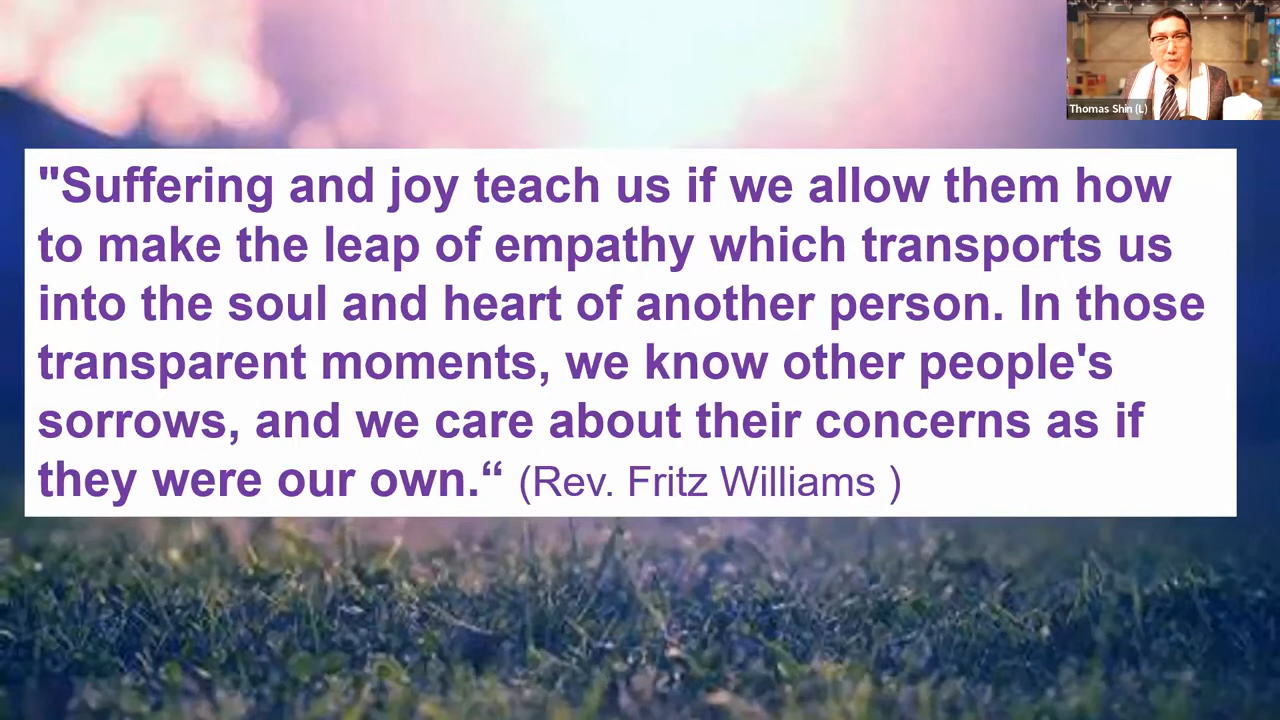 Thomas Shin (L)
"Suffering and joy teach us if we allow them how
to make the leap of empathy which transports us
into the soul and heart of another person. In those
transparent moments, we know other people's
sorrows, and we care about their concerns as if
they were our own.“ (Rev. Fritz Williams )